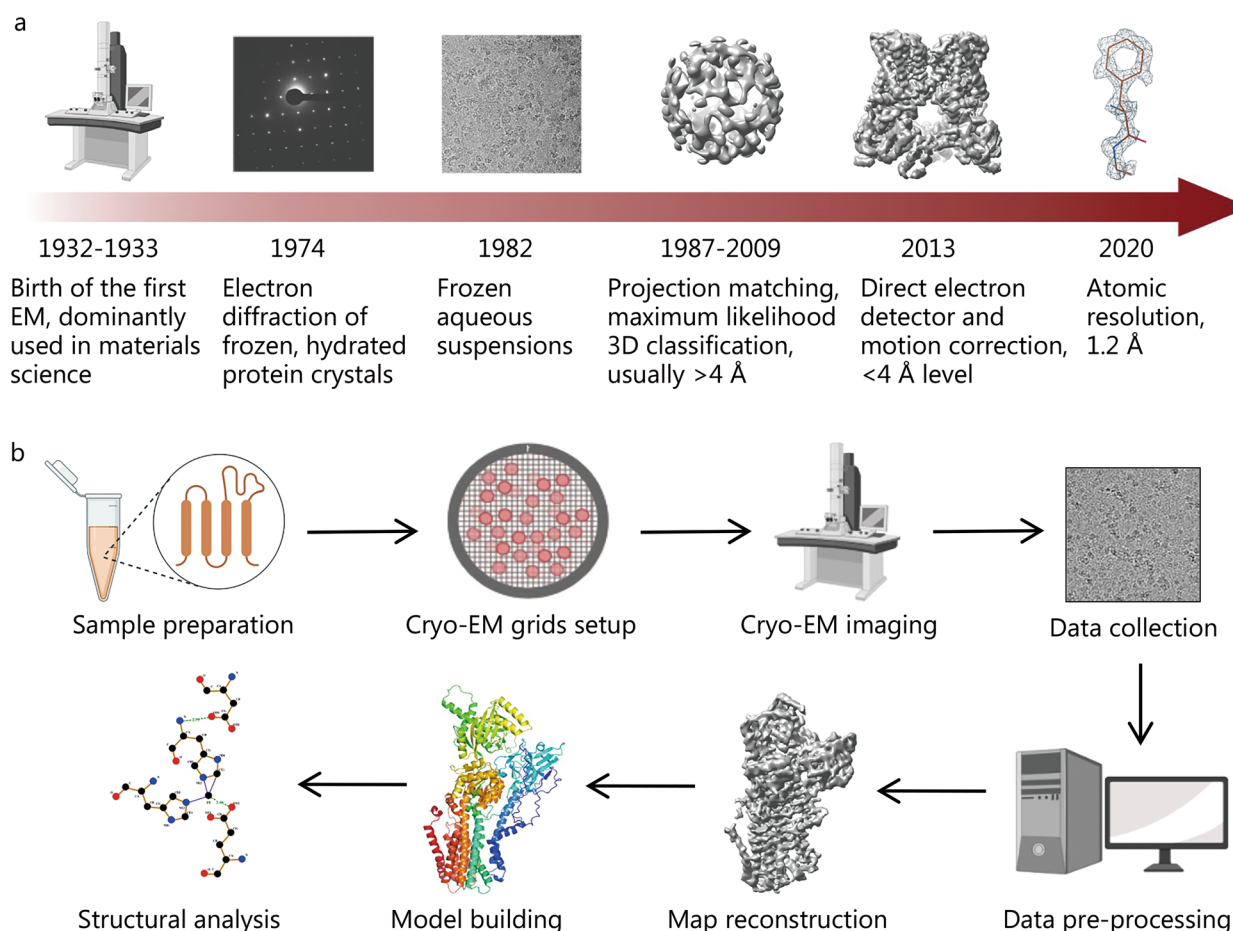 a
1932-1933
Birth of the first
EM, dominantly
used in materials
science
1974
Electron
diffraction of
frozen, hydrated
protein crystals
1982
Frozen
aqueous
suspensions
1987-2009
Projection matching,
maximum likelihood
3D classification,
usually >4 Å
2013
Direct electron
detector and
motion correction,
<4 Å level
2020
Atomic
resolution,
1.2 Å
b
Sample preparation
Cryo-EM grids setup
Cryo-EM imaging
Data collection
Structural analysis
Model building
Map reconstruction
Data pre-processing